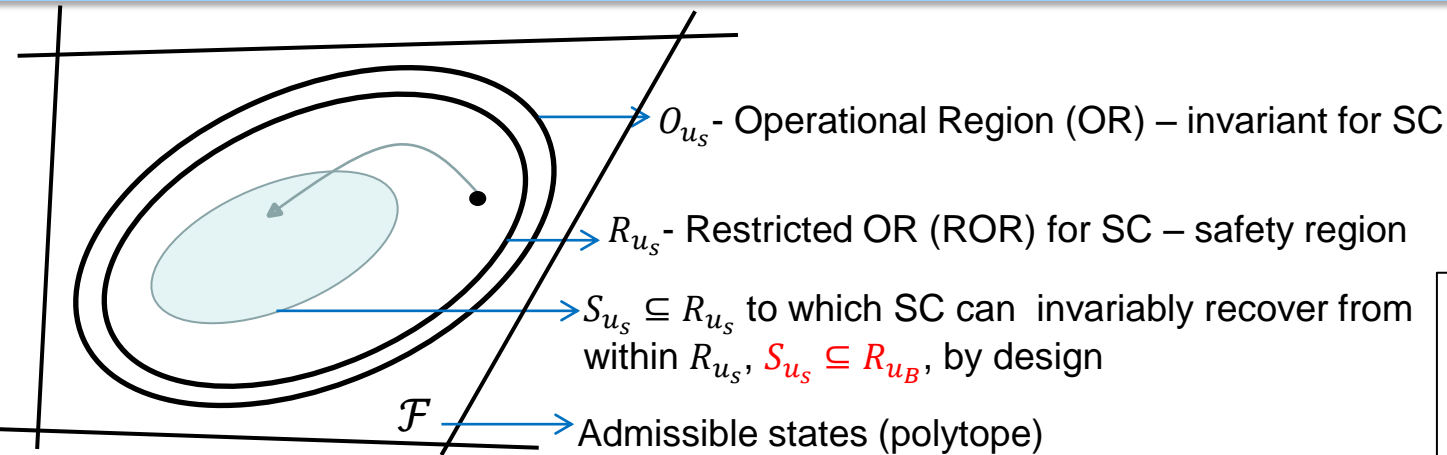 O_{u_s}- Operational Region (OR) – invariant for SC
R_{u_s}- Restricted OR (ROR) for SC – safety region
S_{u_s} ⊆ R_{u_s} to which SC can invariably recover from
within R_{u_s}, S_{u_s} ⊆ R_{u_B}, by design
ℱ
Admissible states (polytope)